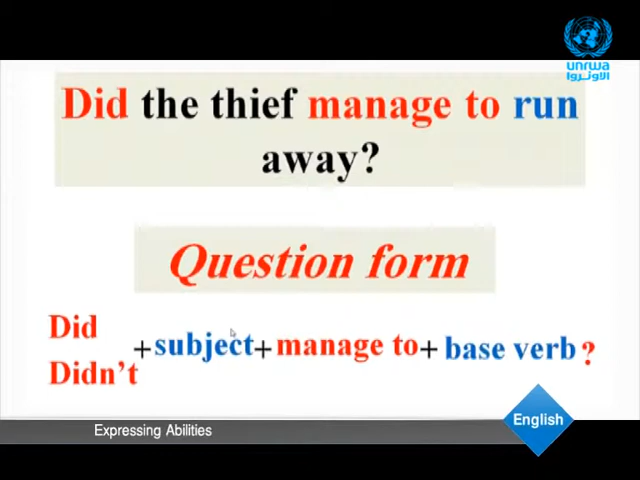 unrwa
الاونروا
Did the thief manage to run
away?
Question form
Did
Didn't
+subject+ manage to+ base verb ?
English
Expressing Abilities